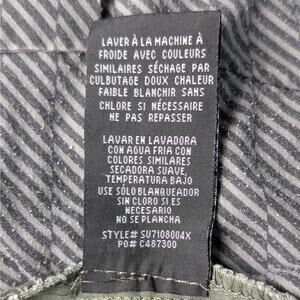 LAVER À LA MACHINE À
FROIDE AVEC COULEURS
SIMILAIRES SÉCHAGE PAR
CULBUTAGE DOUX CHALEUR
FAIBLE BLANCHIR SANS
CHLORE SI NÉCESSAIRE
NE PAS REPASSER
LAVAR EN LAVADORA
CON AGUA FRIA CON
COLORES SIMILARES
SECADORA SUAVE,
TEMPERATURA BAJO
USE SÓLO BLANQUEADOR
SIN CLORO SI ES
NECESARIO
NO SE PLANCHA
STYLE# SU7108004X
PO# C487300